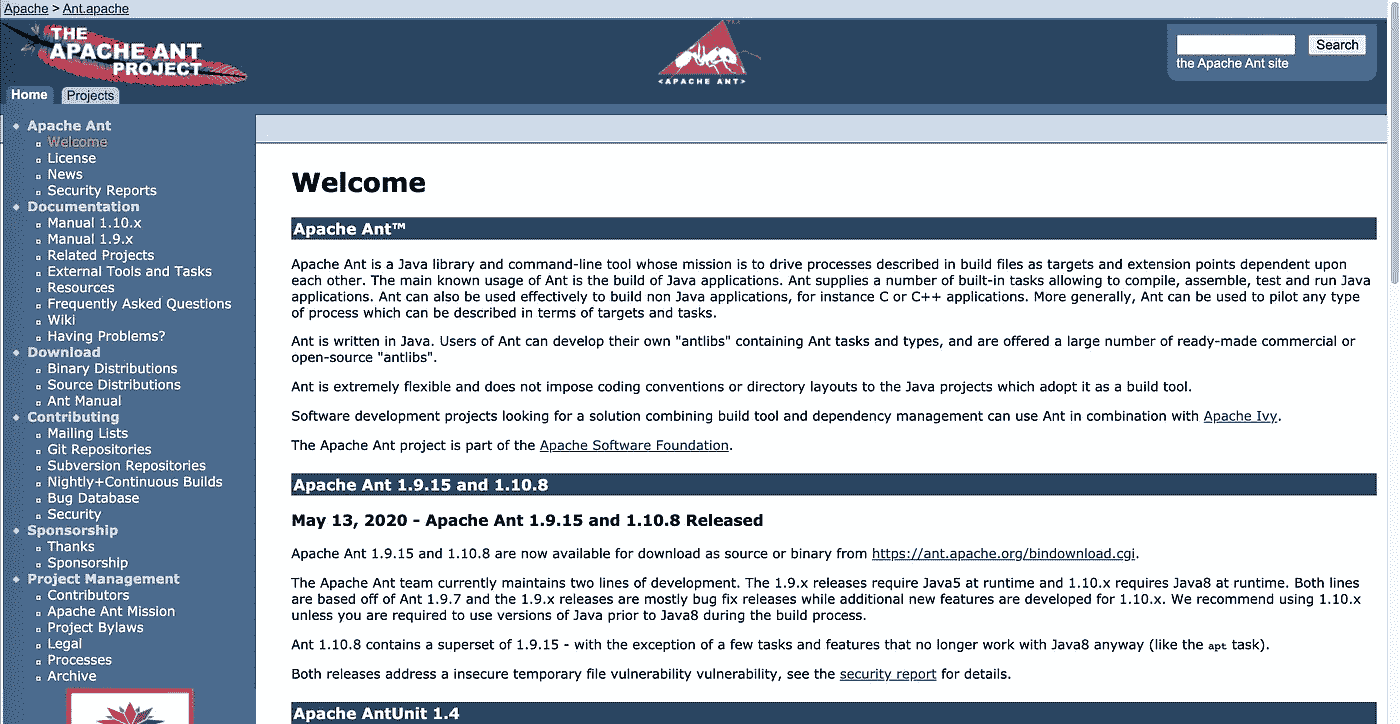 Apache > Ant.apache
THE
APACHE ANT
PROJECT
<APACHE ANT>
Search
the Apache Ant site
Home
Projects
Apache Ant
Welcome
License
News
Security Reports
Documentation
Manual 1.10.x
Manual 1.9.x
Related Projects
External Tools and Tasks
Resources
Frequently Asked Questions
Wiki
Having Problems?
Download
Binary Distributions
Source Distributions
Ant Manual
Contributing
Mailing Lists
Git Repositories
Subversion Repositories
Nightly+Continuous Builds
Bug Database
Security
Sponsorship
Thanks
Sponsorship
Project Management
Contributors
Apache Ant Mission
Project Bylaws
Legal
Processes
Archive
Welcome
Apache Ant™
Apache Ant is a Java library and command-line tool whose mission is to drive processes described in build files as targets and extension points dependent upon
each other. The main known usage of Ant is the build of Java applications. Ant supplies a number of built-in tasks allowing to compile, assemble, test and run Java
applications. Ant can also be used effectively to build non Java applications, for instance C or C++ applications. More generally, Ant can be used to pilot any type
of process which can be described in terms of targets and tasks.
Ant is written in Java. Users of Ant can develop their own "antlibs" containing Ant tasks and types, and are offered a large number of ready-made commercial or
open-source "antlibs".
Ant is extremely flexible and does not impose coding conventions or directory layouts to the Java projects which adopt it as a build tool.
Software development projects looking for a solution combining build tool and dependency management can use Ant in combination with Apache Ivy.
The Apache Ant project is part of the Apache Software Foundation.
Apache Ant 1.9.15 and 1.10.8
May 13, 2020 - Apache Ant 1.9.15 and 1.10.8 Released
Apache Ant 1.9.15 and 1.10.8 are now available for download as source or binary from https://ant.apache.org/bindownload.cgi.
The Apache Ant team currently maintains two lines of development. The 1.9.x releases require Java5 at runtime and 1.10.x requires Java8 at runtime. Both lines
are based off of Ant 1.9.7 and the 1.9.x releases are mostly bug fix releases while additional new features are developed for 1.10.x. We recommend using 1.10.x
unless you are required to use versions of Java prior to Java8 during the build process.
Ant 1.10.8 contains a superset of 1.9.15 - with the exception of a few tasks and features that no longer work with Java8 anyway (like the apt task).
Both releases address a insecure temporary file vulnerability vulnerability, see the security report for details.
Apache AntUnit 1.4